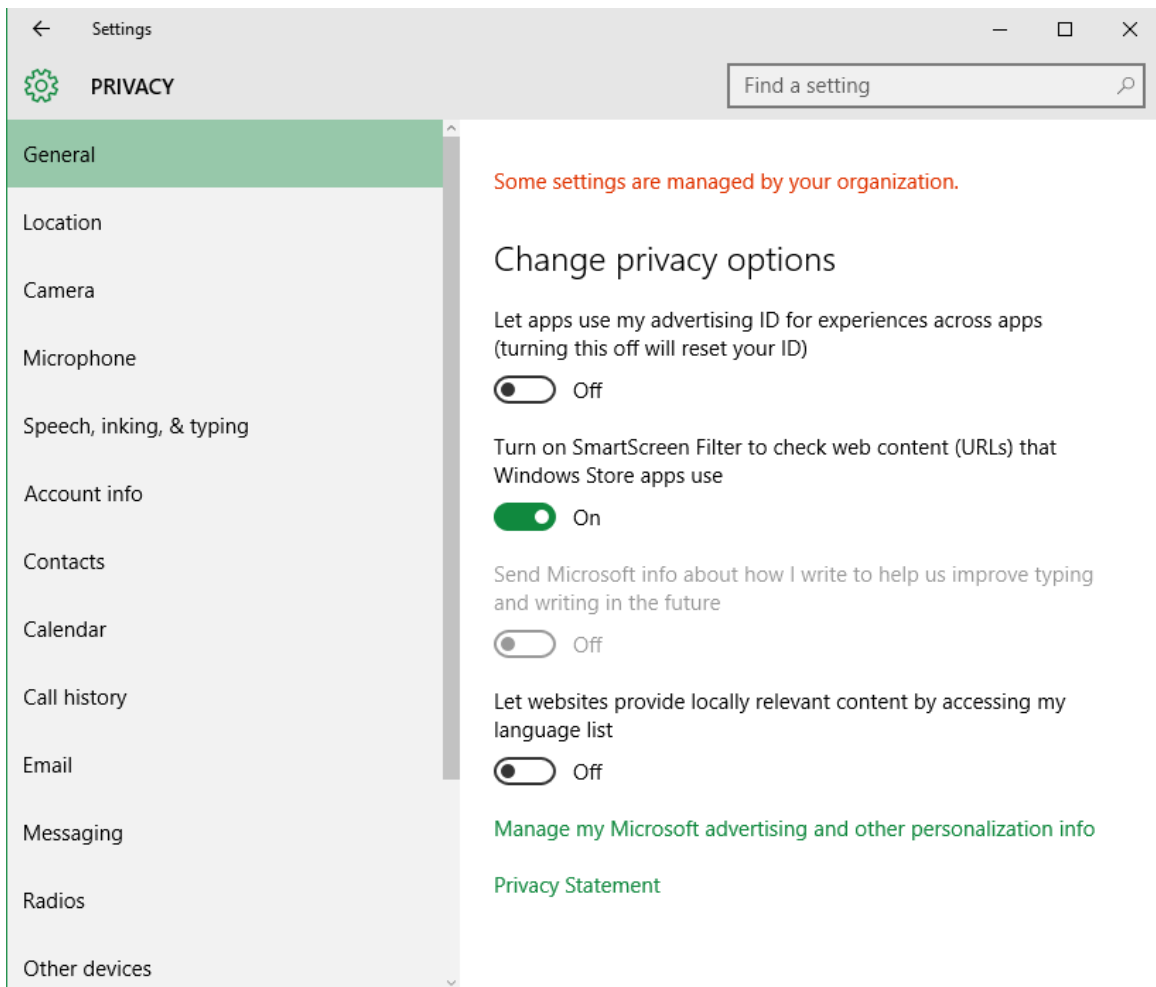 Settings
PRIVACY
Find a setting
General
Location
Camera
Microphone
Speech, inking, & typing
Account info
Contacts
Calendar
Call history
Email
Messaging
Radios
Other devices
Some settings are managed by your organization.
Change privacy options
Let apps use my advertising ID for experiences across apps
(turning this off will reset your ID)
Off
Turn on SmartScreen Filter to check web content (URLs) that
Windows Store apps use
On
Send Microsoft info about how I write to help us improve typing
and writing in the future
Off
Let websites provide locally relevant content by accessing my
language list
Off
Manage my Microsoft advertising and other personalization info
Privacy Statement